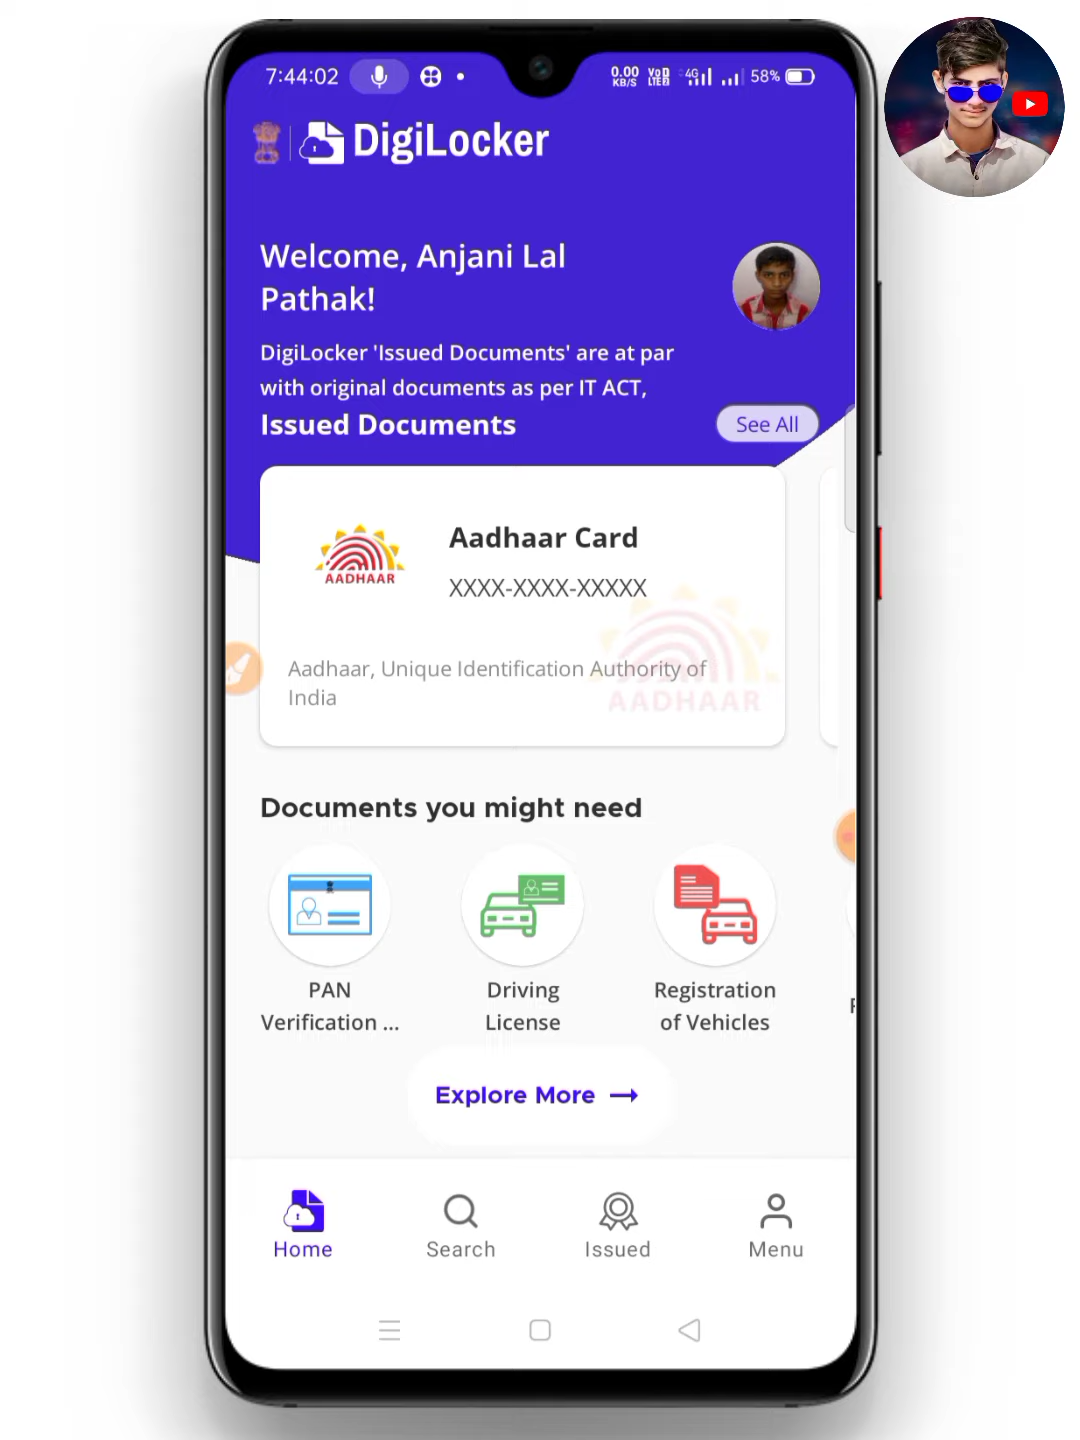 7:44:02 0.00 KB/S VoD LTE2 4G 58%
DigiLocker
Welcome, Anjani Lal
Pathak!
DigiLocker 'Issued Documents' are at par
with original documents as per IT ACT,
Issued Documents See All
Aadhaar Card
AADHAAR
XXXX-XXXX-XXXXX
Aadhaar, Unique Identification Authority of
India
AADHAAR
Documents you might need
PAN
Verification ...
Driving
License
Registration
of Vehicles
Explore More →
Home Search Issued Menu